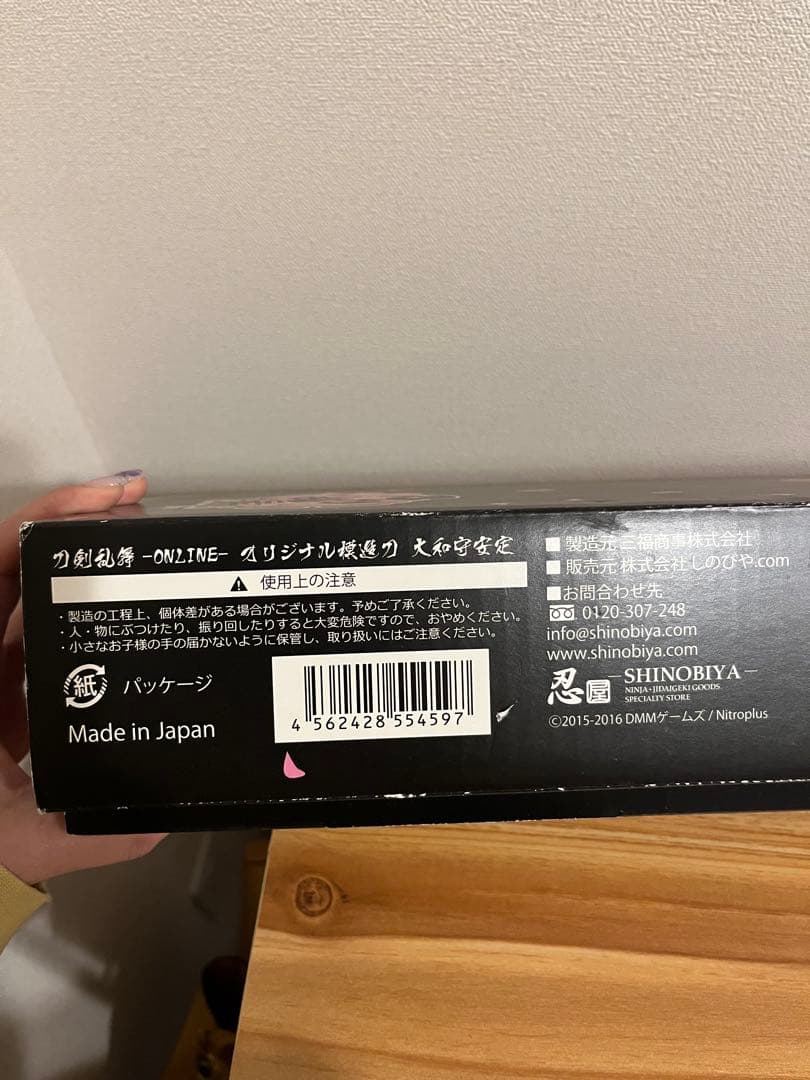 刀剣乱舞 -ONLINE- オリジナル模造刀 大和守安定
使用上の注意
・製造の工程上、個体差がある場合がございます。予めご了承ください。
・人・物にぶつけたり、振り回したりすると大変危険ですので、おやめください。
・小さなお子様の手の届かないように保管し、取り扱いにはご注意ください。
紙 パッケージ
Made in Japan
4 562428 554597
■ 製造元 三福商事株式会社
■ 販売元 株式会社しのびや.com
■お問合わせ先
0120-307-248
info@shinobiya.com
www.shinobiya.com
忍屋
SHINOBIYA
NINJA・JIDAIGEKI GOODS
SPECIALTY STORE
©2015-2016 DMMゲームズ / Nitroplus